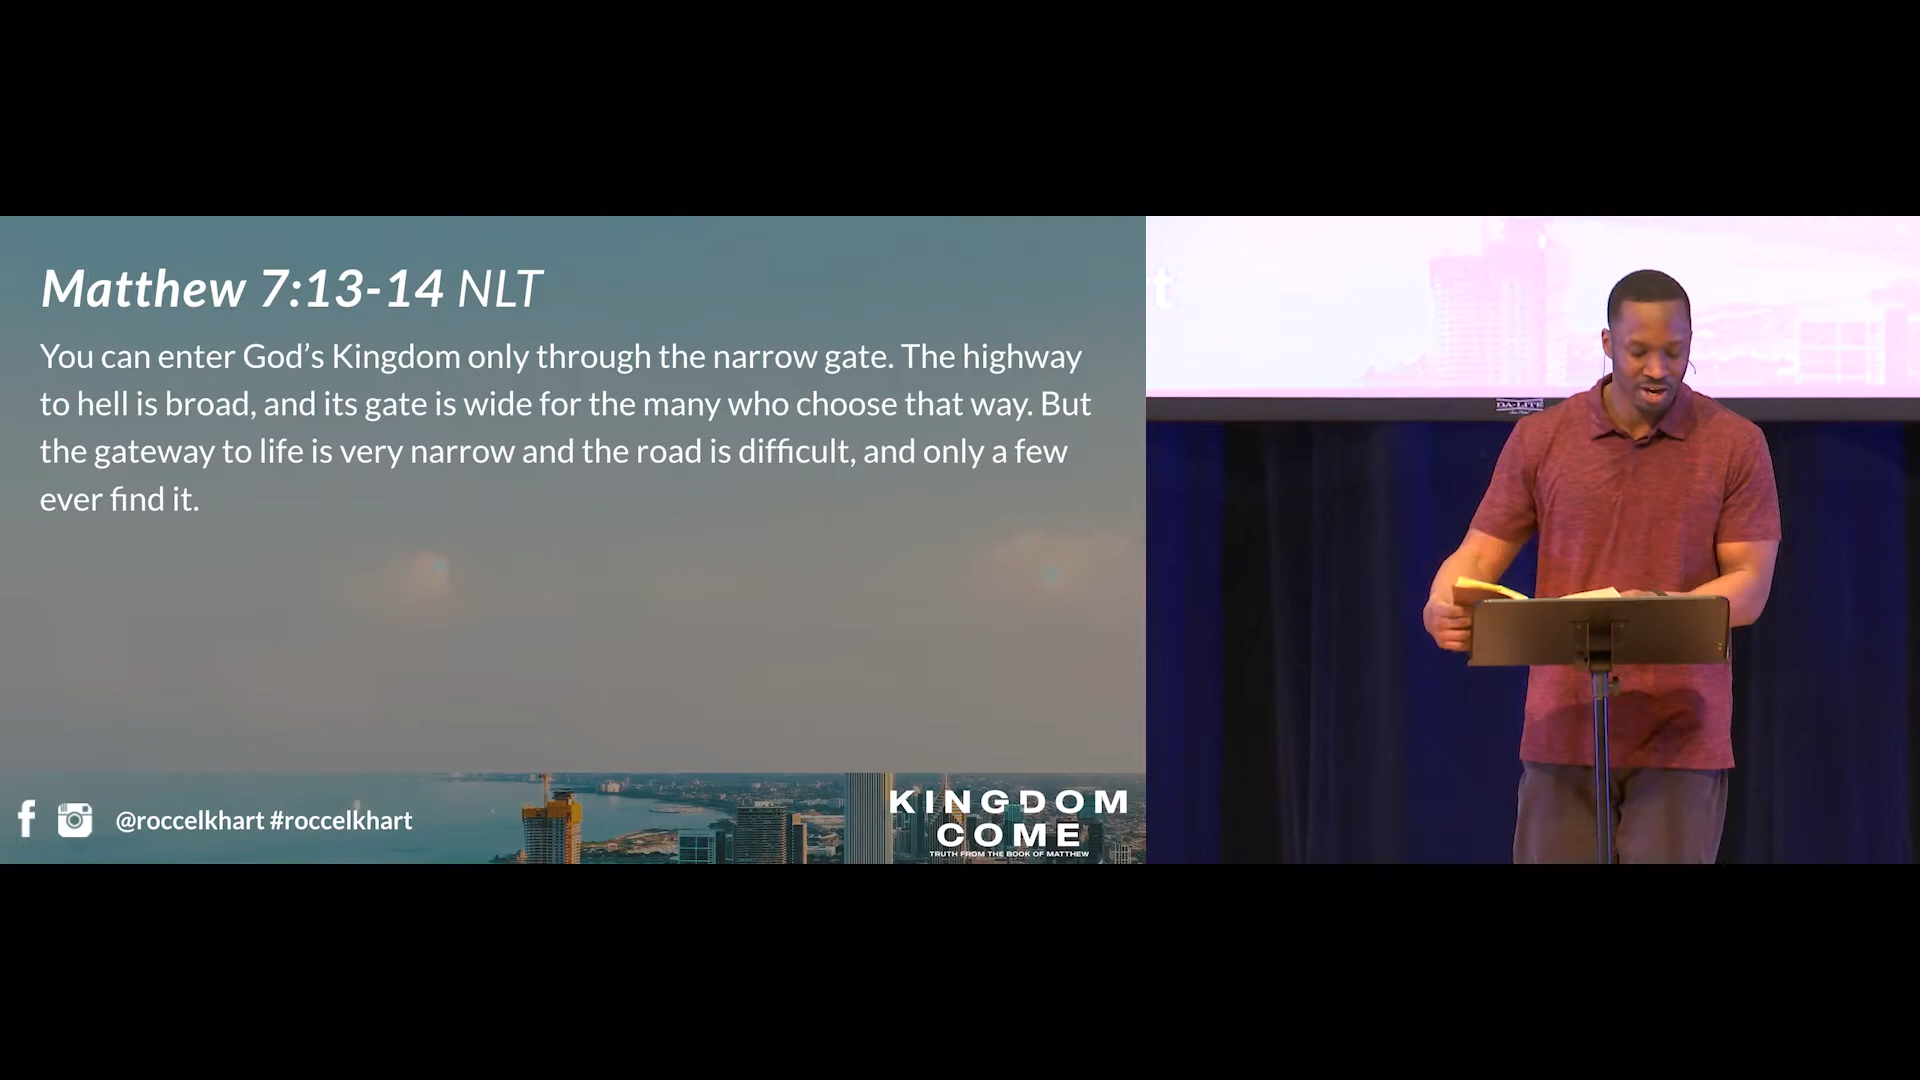 Matthew 7:13-14 NLT
You can enter God’s Kingdom only through the narrow gate. The highway
to hell is broad, and its gate is wide for the many who choose that way. But
the gateway to life is very narrow and the road is difficult, and only a few
ever find it.
@roccelkhart #roccelkhart
KINGDOM
COME
TRUTH FROM THE BOOK OF MATTHEW
rt
DA-LITE